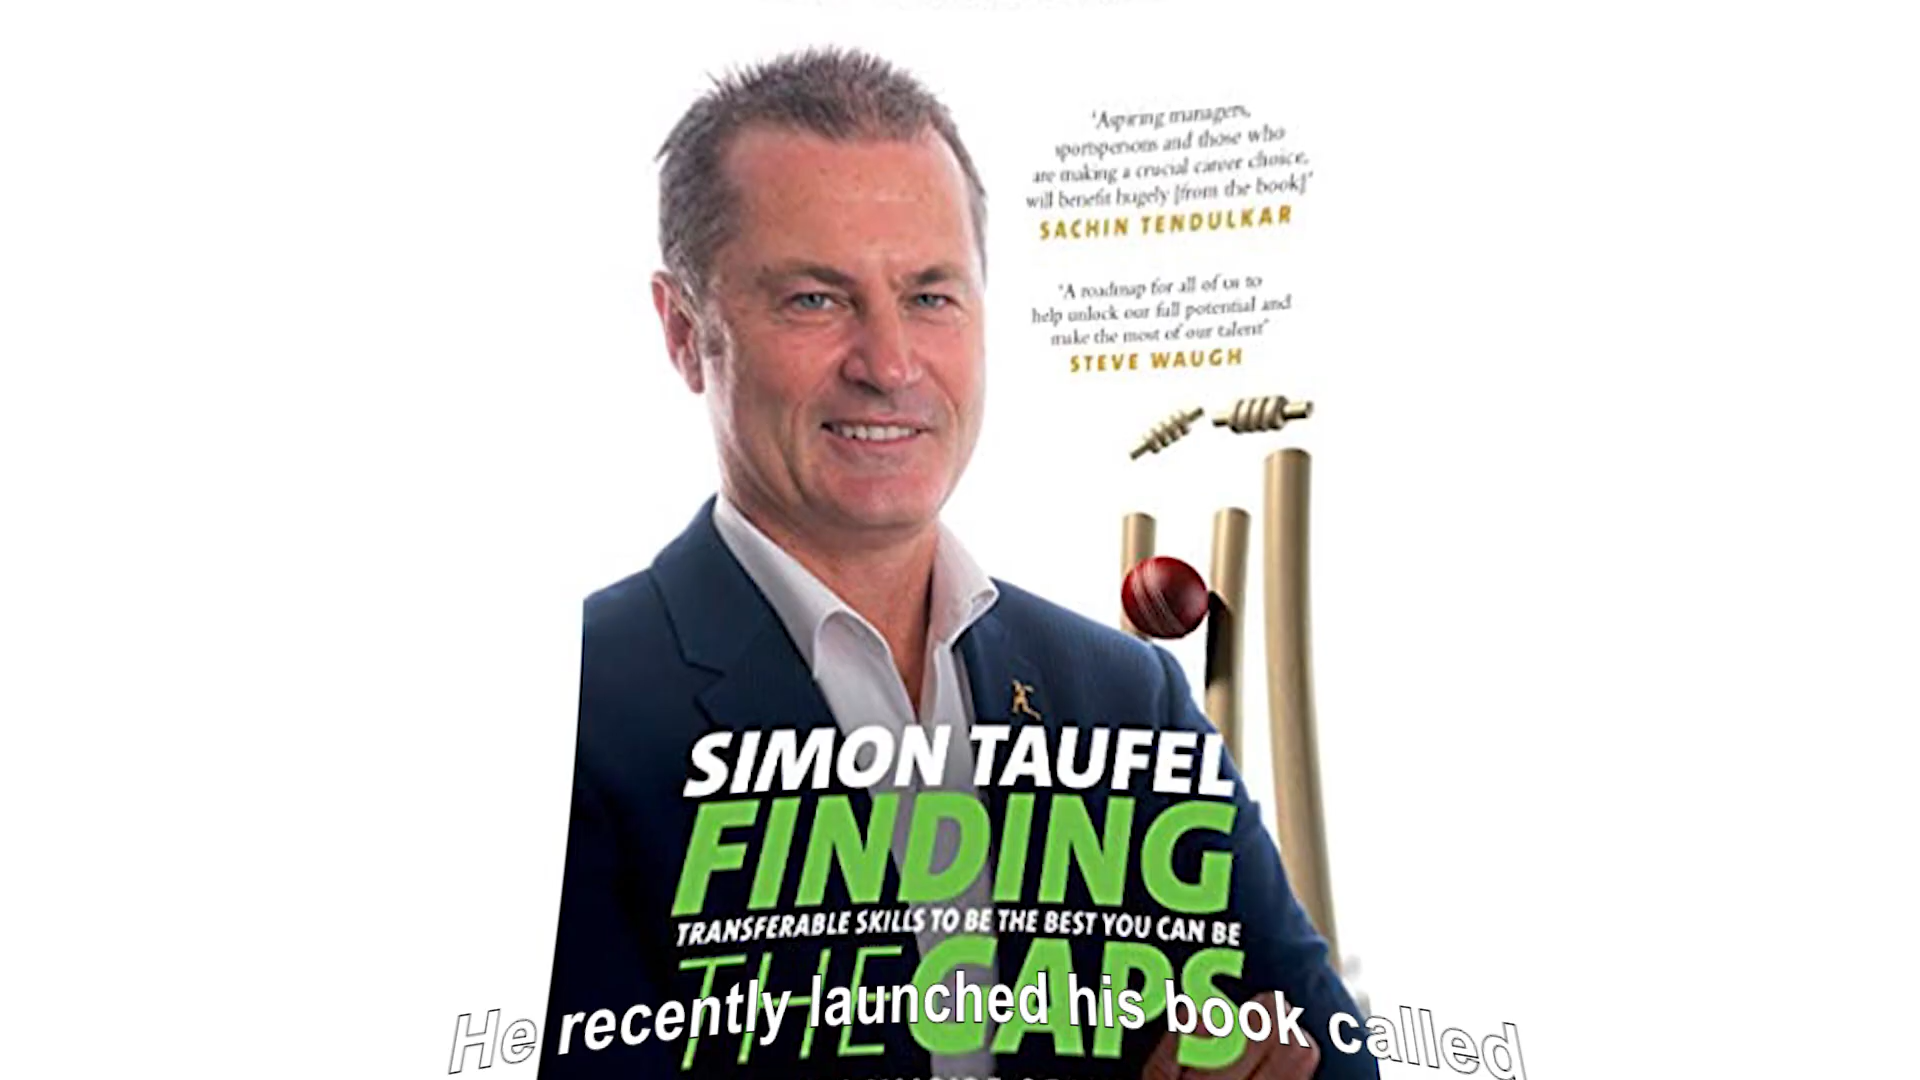 'Aspiring managers,
sportspersons and those who
are making a crucial career choice,
will benefit hugely [from the book]'
SACHIN TENDULKAR
'A roadmap for all of us to
help unlock our full potential and
make the most of our talent'
STEVE WAUGH
SIMON TAUFEL
FINDING
TRANSFERABLE SKILLS TO BE THE BEST YOU CAN BE
THE GAPS
He recently launched his book called